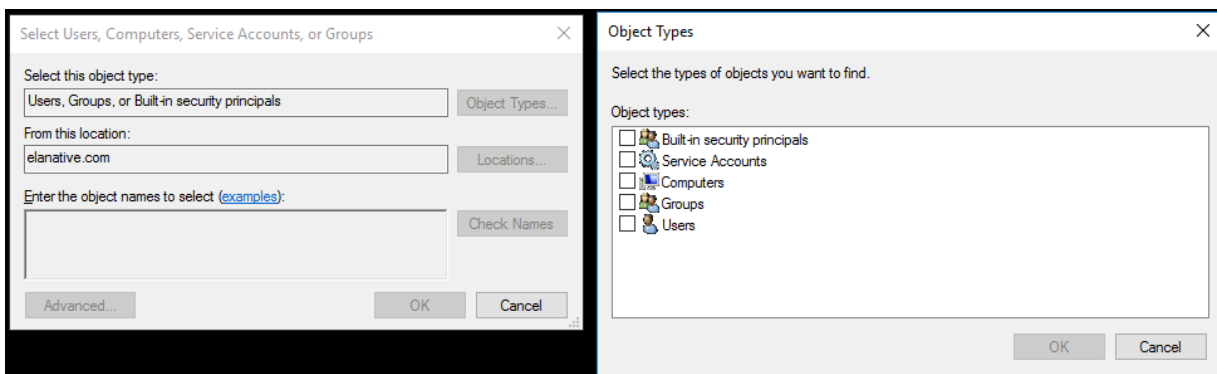 Select Users, Computers, Service Accounts, or Groups
Select this object type:
Users, Groups, or Built-in security principals
Object Types...
From this location:
elanative.com
Locations...
Enter the object names to select (examples):
Check Names
Advanced...
OK
Cancel
Object Types
Select the types of objects you want to find.
Object types:
Built-in security principals
Service Accounts
Computers
Groups
Users
OK
Cancel